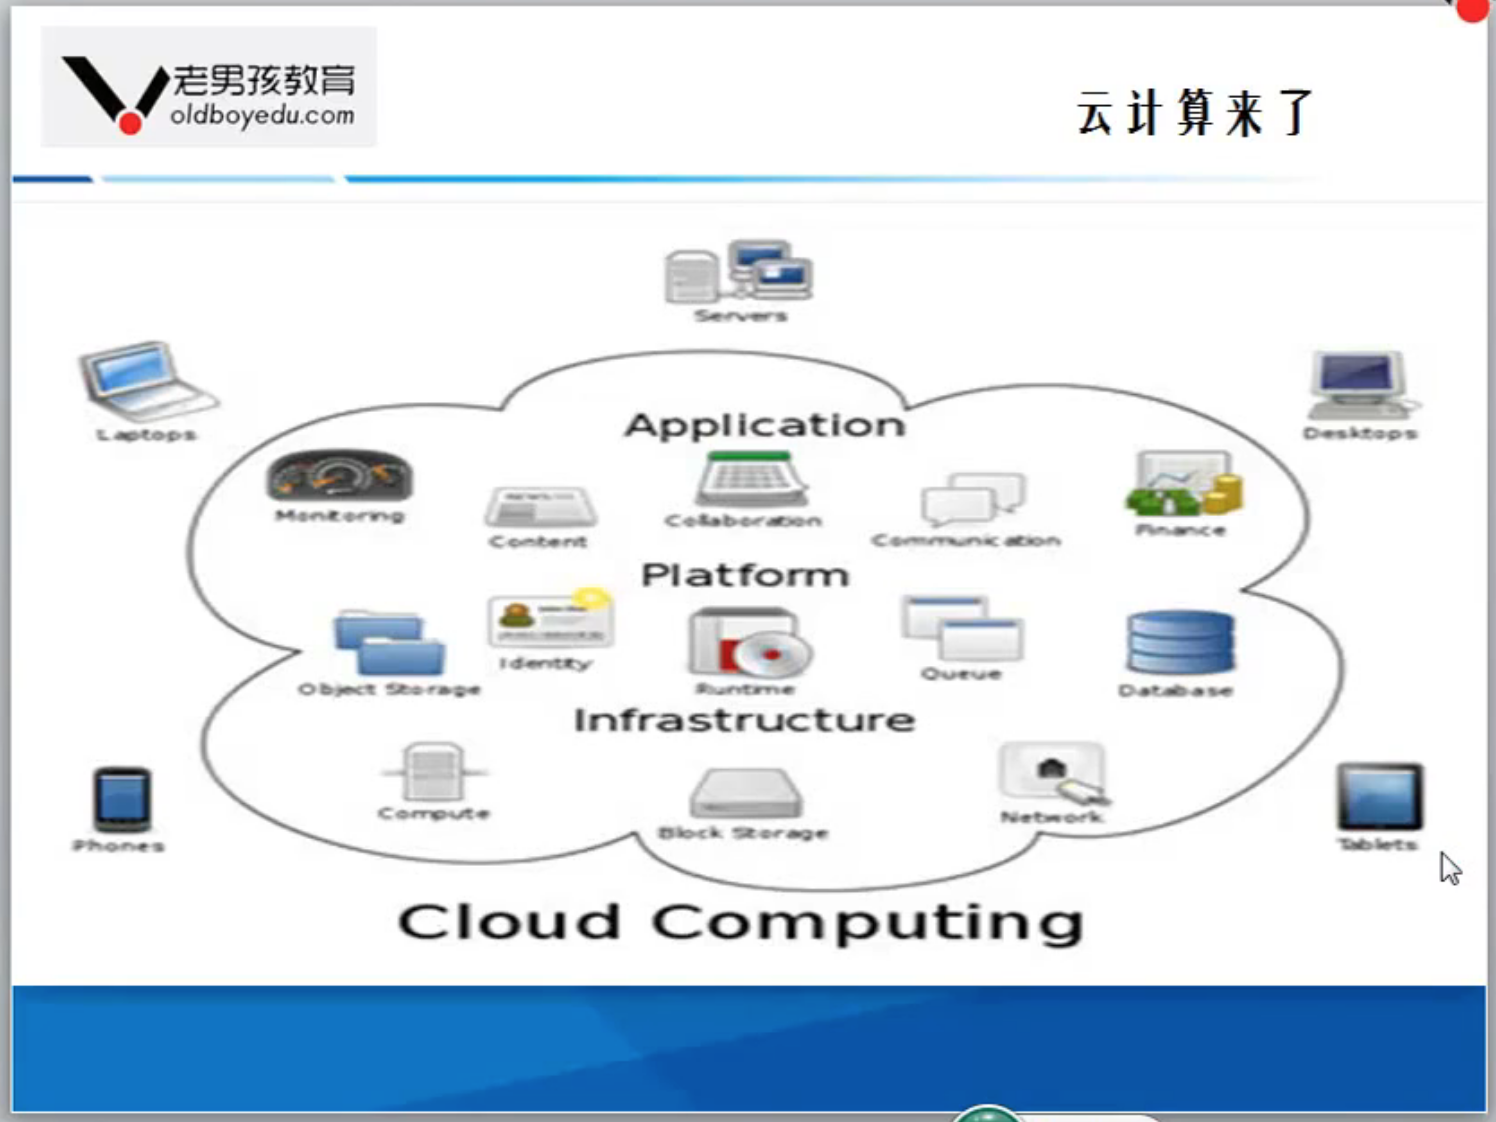 老男孩教育
oldboyedu.com
云计算来了
Servers
Laptops
Desktops
Application
Monitoring
Content
Collaboration
Communication
Finance
Platform
Object Storage
Identity
Runtime
Queue
Database
Infrastructure
Compute
Block Storage
Network
Phones
Tablets
Cloud Computing